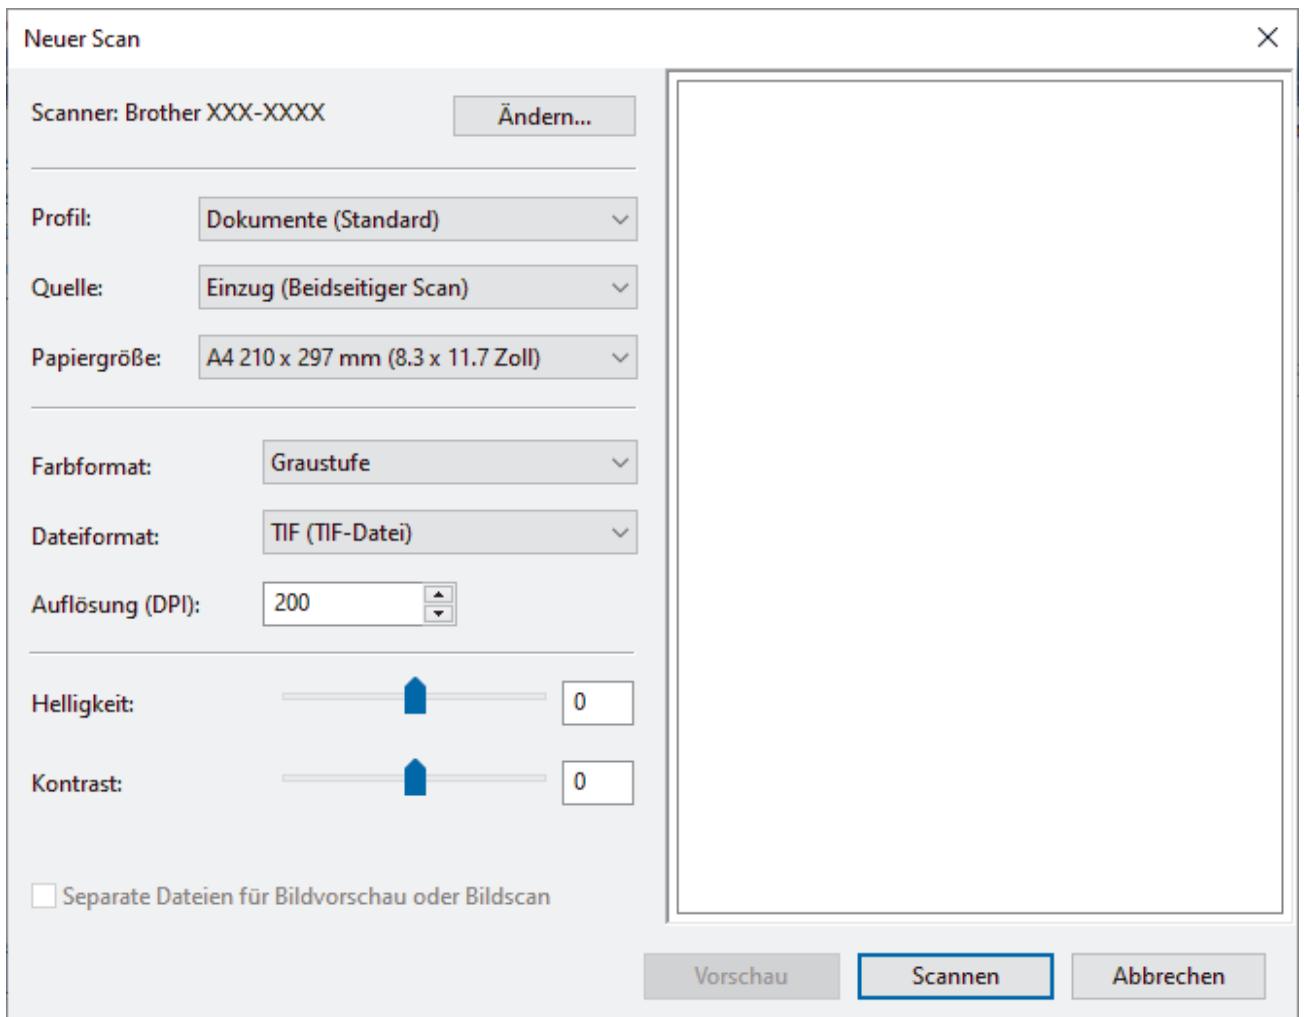 Neuer Scan
Scanner: Brother XXX-XXXX
Ändern...
Profil:
Dokumente (Standard)
Quelle:
Einzug (Beidseitiger Scan)
Papiergröße:
A4 210 x 297 mm (8.3 x 11.7 Zoll)
Farbformat:
Graustufe
Dateiformat:
TIF (TIF-Datei)
Auflösung (DPI):
200
Helligkeit:
0
Kontrast:
0
Separate Dateien für Bildvorschau oder Bildscan
Vorschau
Scannen
Abbrechen